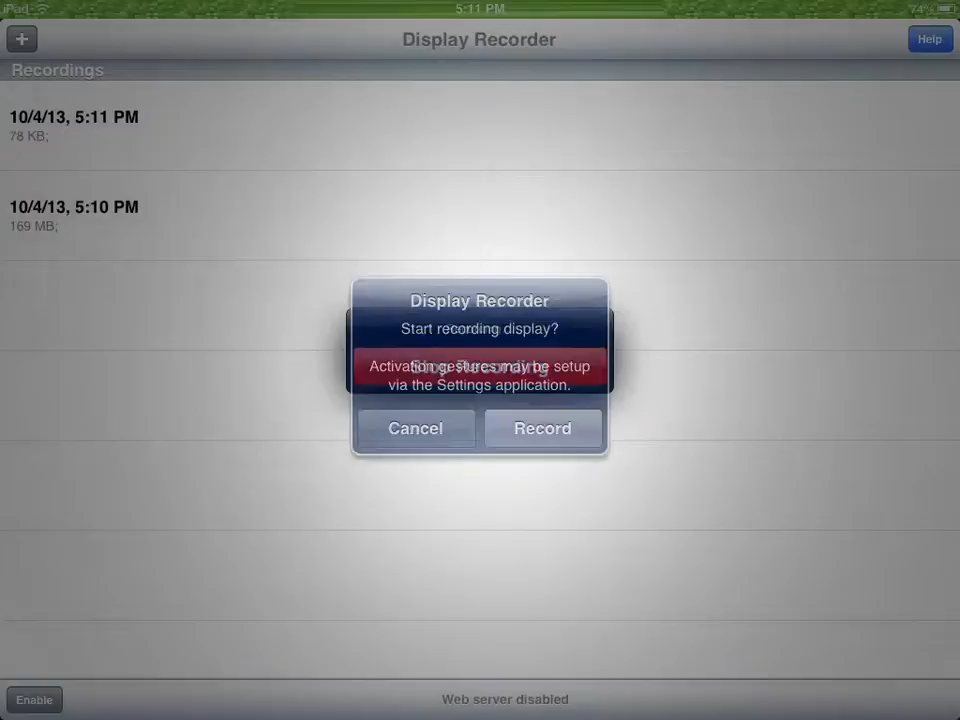 iPad
5:11 PM
74%
+
Display Recorder
Help
Recordings
10/4/13, 5:11 PM
78 KB;
10/4/13, 5:10 PM
169 MB;
Display Recorder
Start recording display?
Stop Recording
Activation gestures may be setup
via the Settings application.
Cancel
Record
Enable
Web server disabled